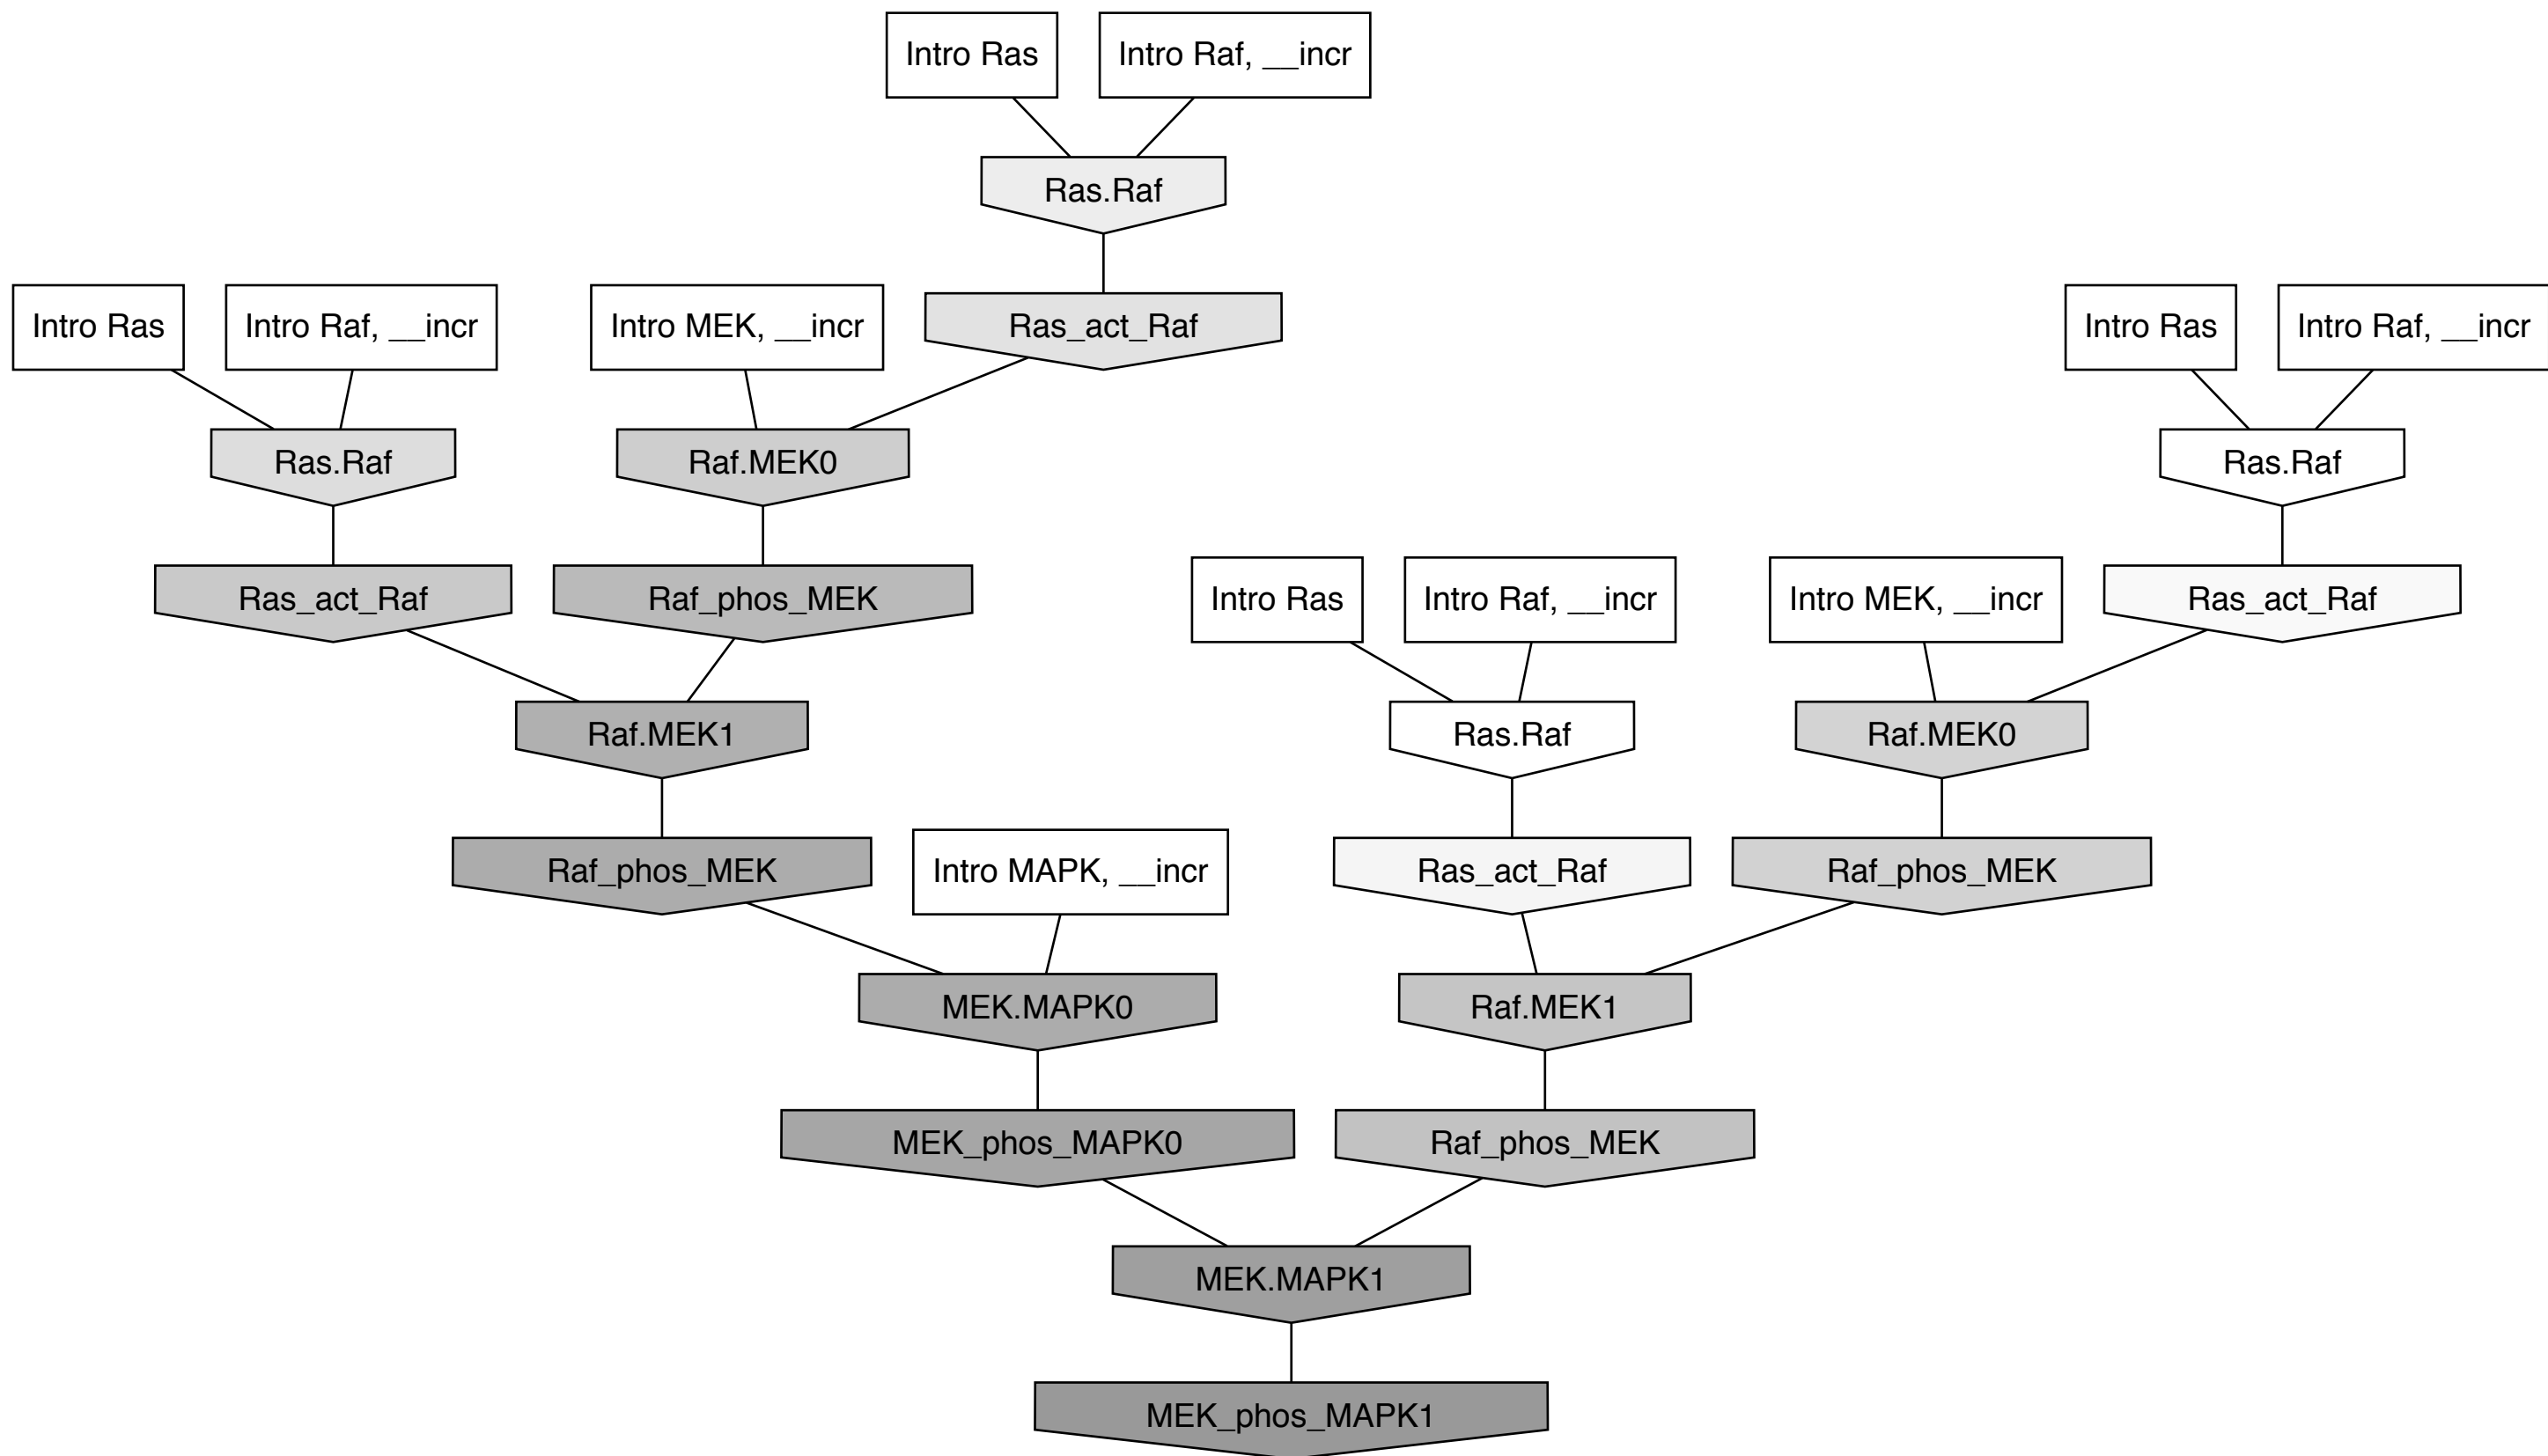 Intro Ras
Intro Raf, __incr
Ras.Raf
Intro Ras
Intro Raf, __incr
Intro MEK, __incr
Ras_act_Raf
Intro Ras
Intro Raf, __incr
Ras.Raf
Raf.MEK0
Ras.Raf
Ras_act_Raf
Raf_phos_MEK
Intro Ras
Intro Raf, __incr
Intro MEK, __incr
Ras_act_Raf
Raf.MEK1
Ras.Raf
Raf.MEK0
Raf_phos_MEK
Intro MAPK, __incr
Ras_act_Raf
Raf_phos_MEK
MEK.MAPK0
Raf.MEK1
MEK_phos_MAPK0
Raf_phos_MEK
MEK.MAPK1
MEK_phos_MAPK1